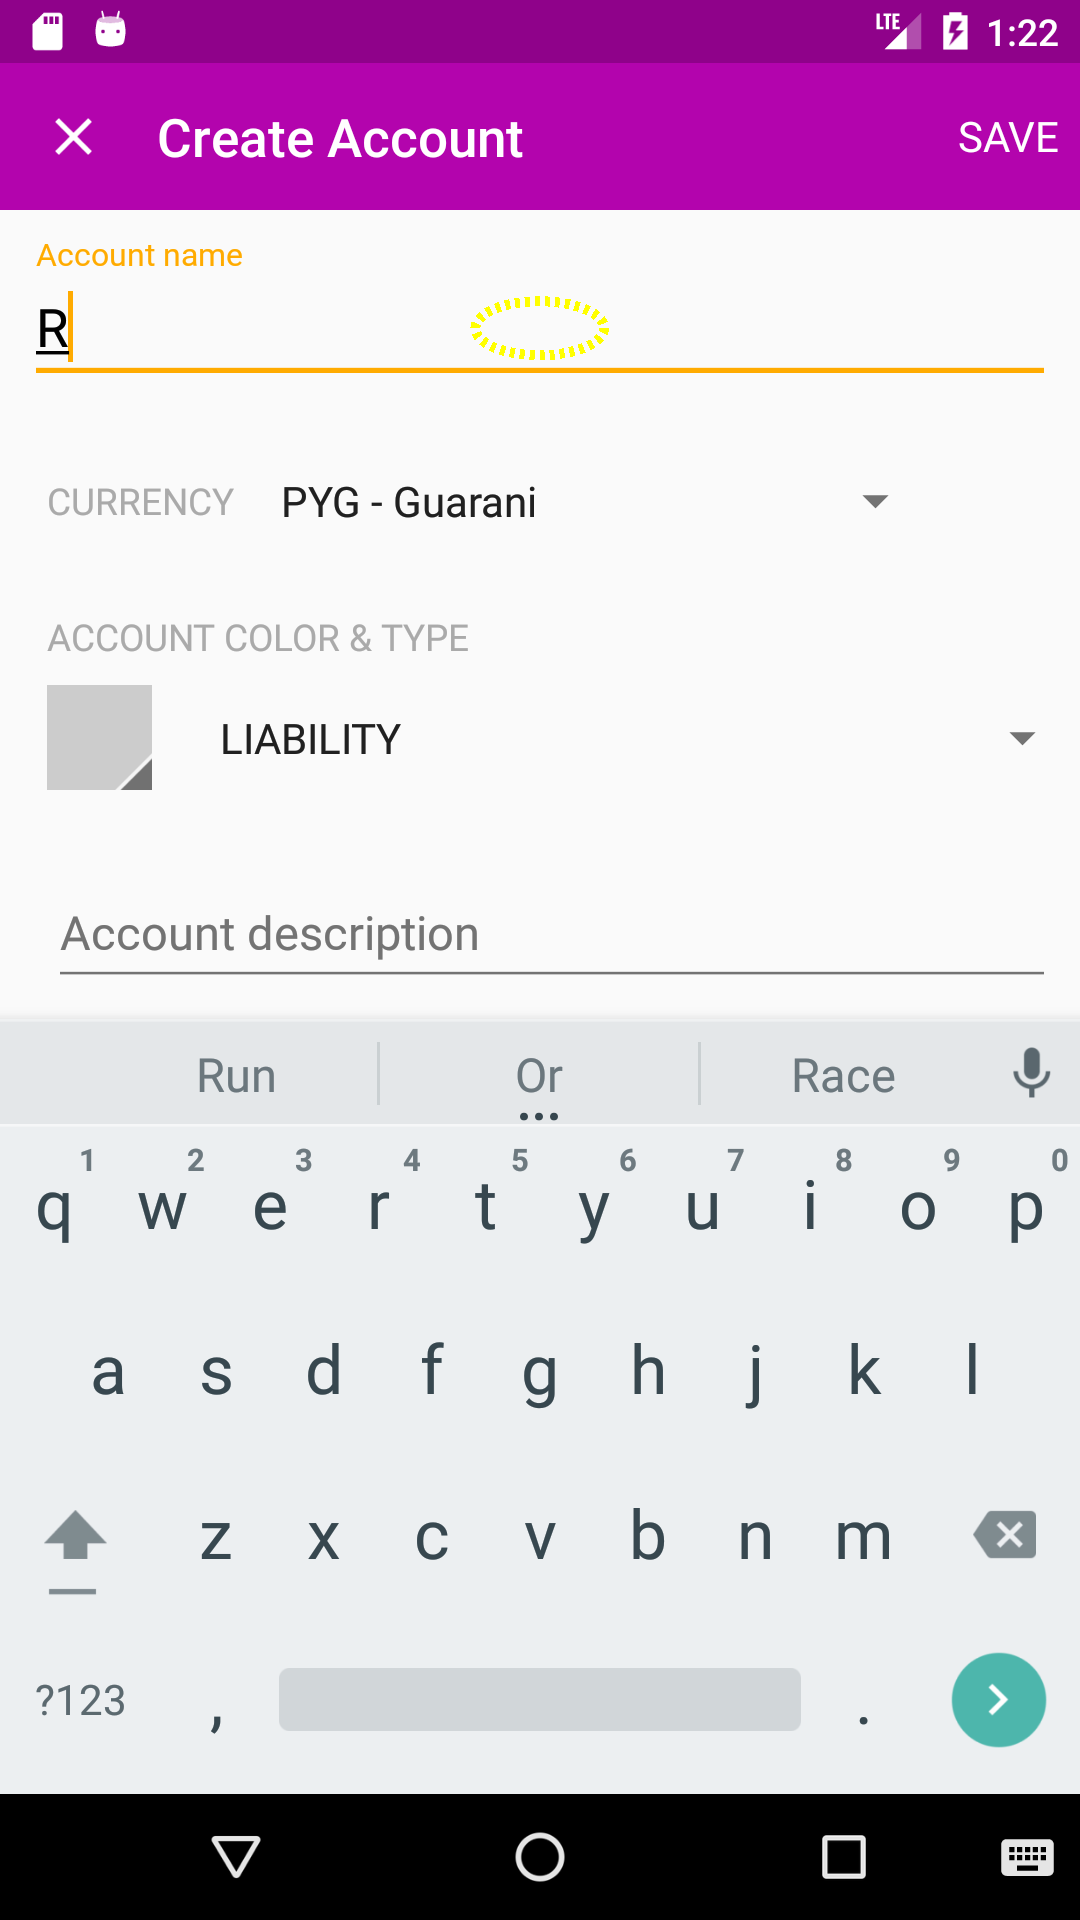 LTE 1:22
Create Account SAVE
Account name
R
CURRENCY PYG - Guarani
ACCOUNT COLOR & TYPE
LIABILITY
Account description
Run Or Race
1 2 3 4 5 6 7 8 9 0
q w e r t y u i o p
a s d f g h j k l
z x c v b n m
?123 , .